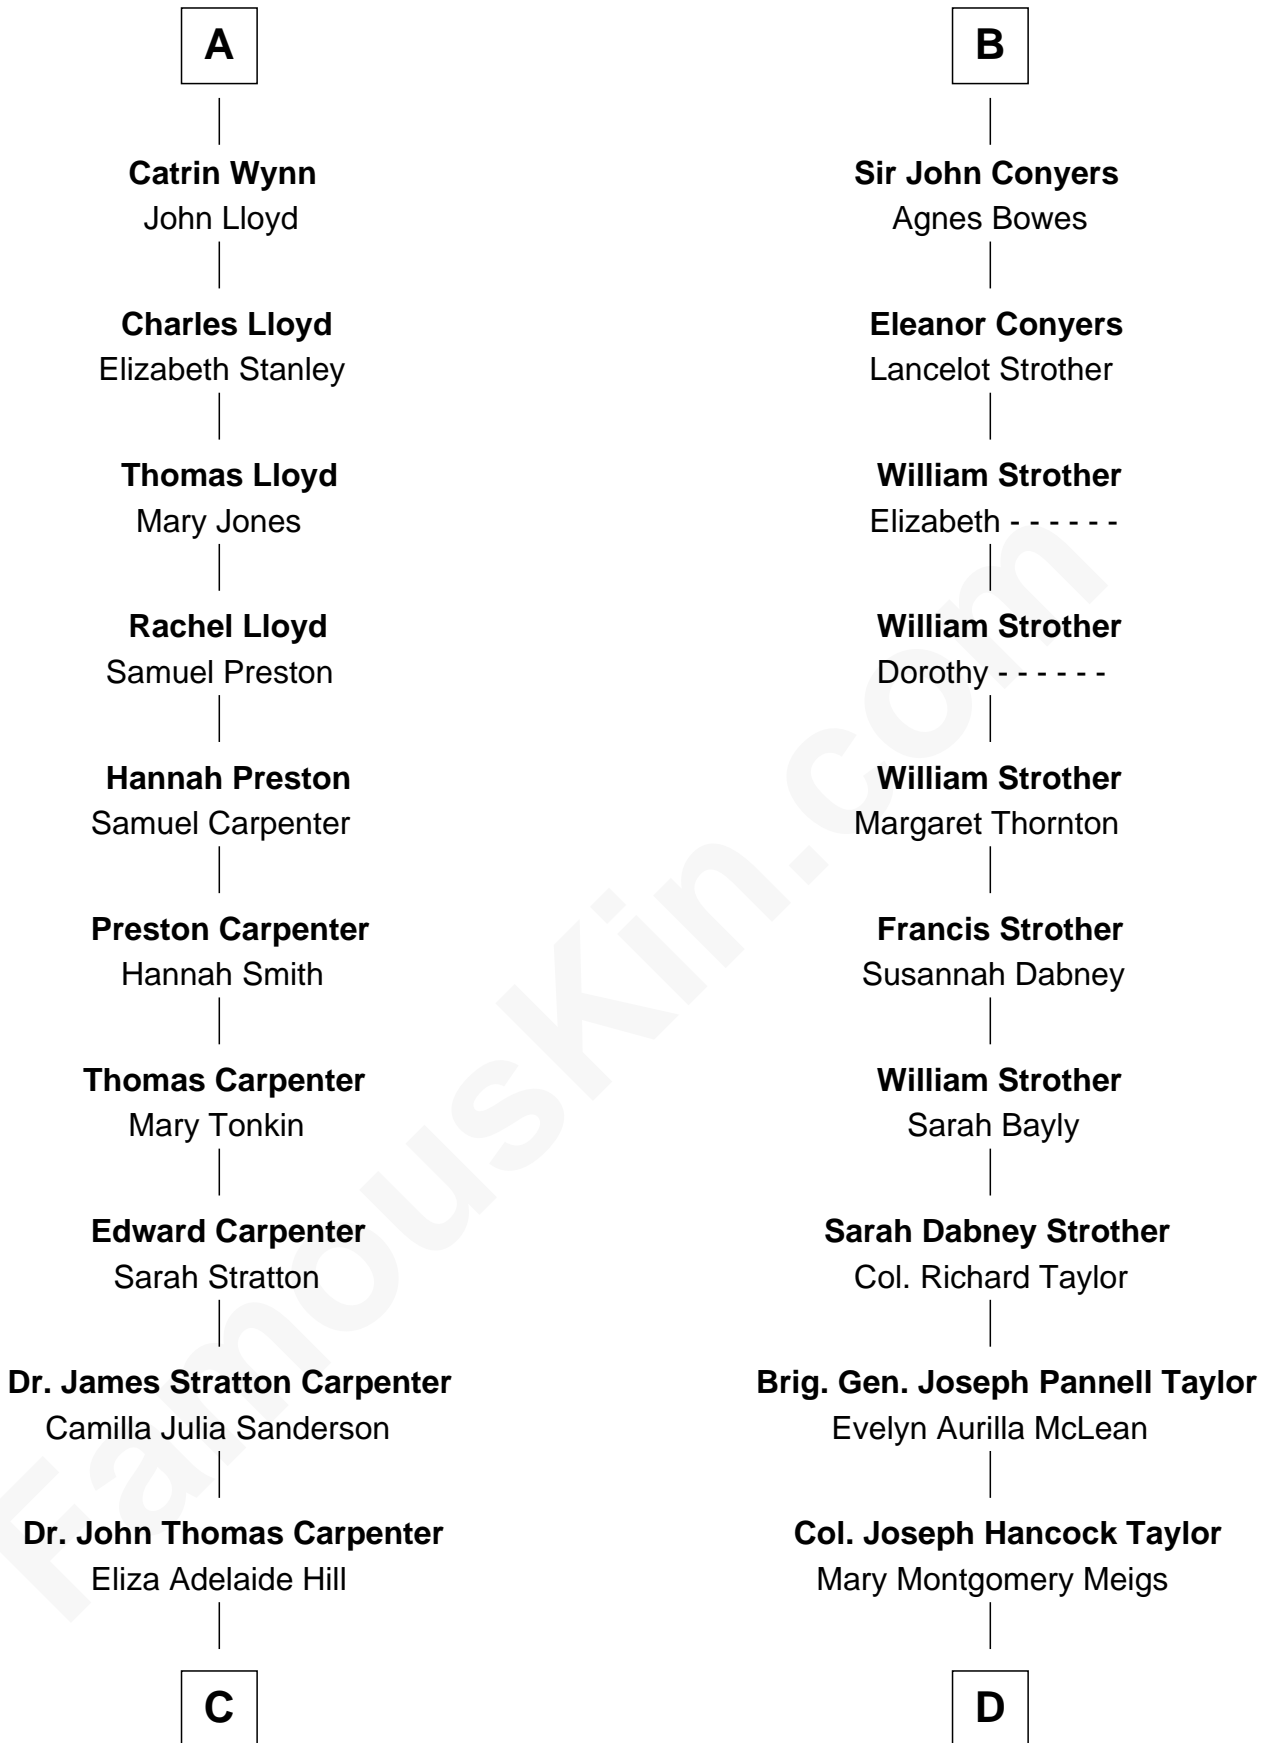 A
Catrin Wynn
John Lloyd
Charles Lloyd
Elizabeth Stanley
Thomas Lloyd
Mary Jones
Rachel Lloyd
Samuel Preston
Hannah Preston
Samuel Carpenter
Preston Carpenter
Hannah Smith
Thomas Carpenter
Mary Tonkin
Edward Carpenter
Sarah Stratton
Dr. James Stratton Carpenter
Camilla Julia Sanderson
Dr. John Thomas Carpenter
Eliza Adelaide Hill
C
B
Sir John Conyers
Agnes Bowes
Eleanor Conyers
Lancelot Strother
William Strother
Elizabeth - - - - - -
William Strother
Dorothy - - - - - -
William Strother
Margaret Thornton
Francis Strother
Susannah Dabney
William Strother
Sarah Bayly
Sarah Dabney Strother
Col. Richard Taylor
Brig. Gen. Joseph Pannell Taylor
Evelyn Aurilla McLean
Col. Joseph Hancock Taylor
Mary Montgomery Meigs
D
FamousKin.com